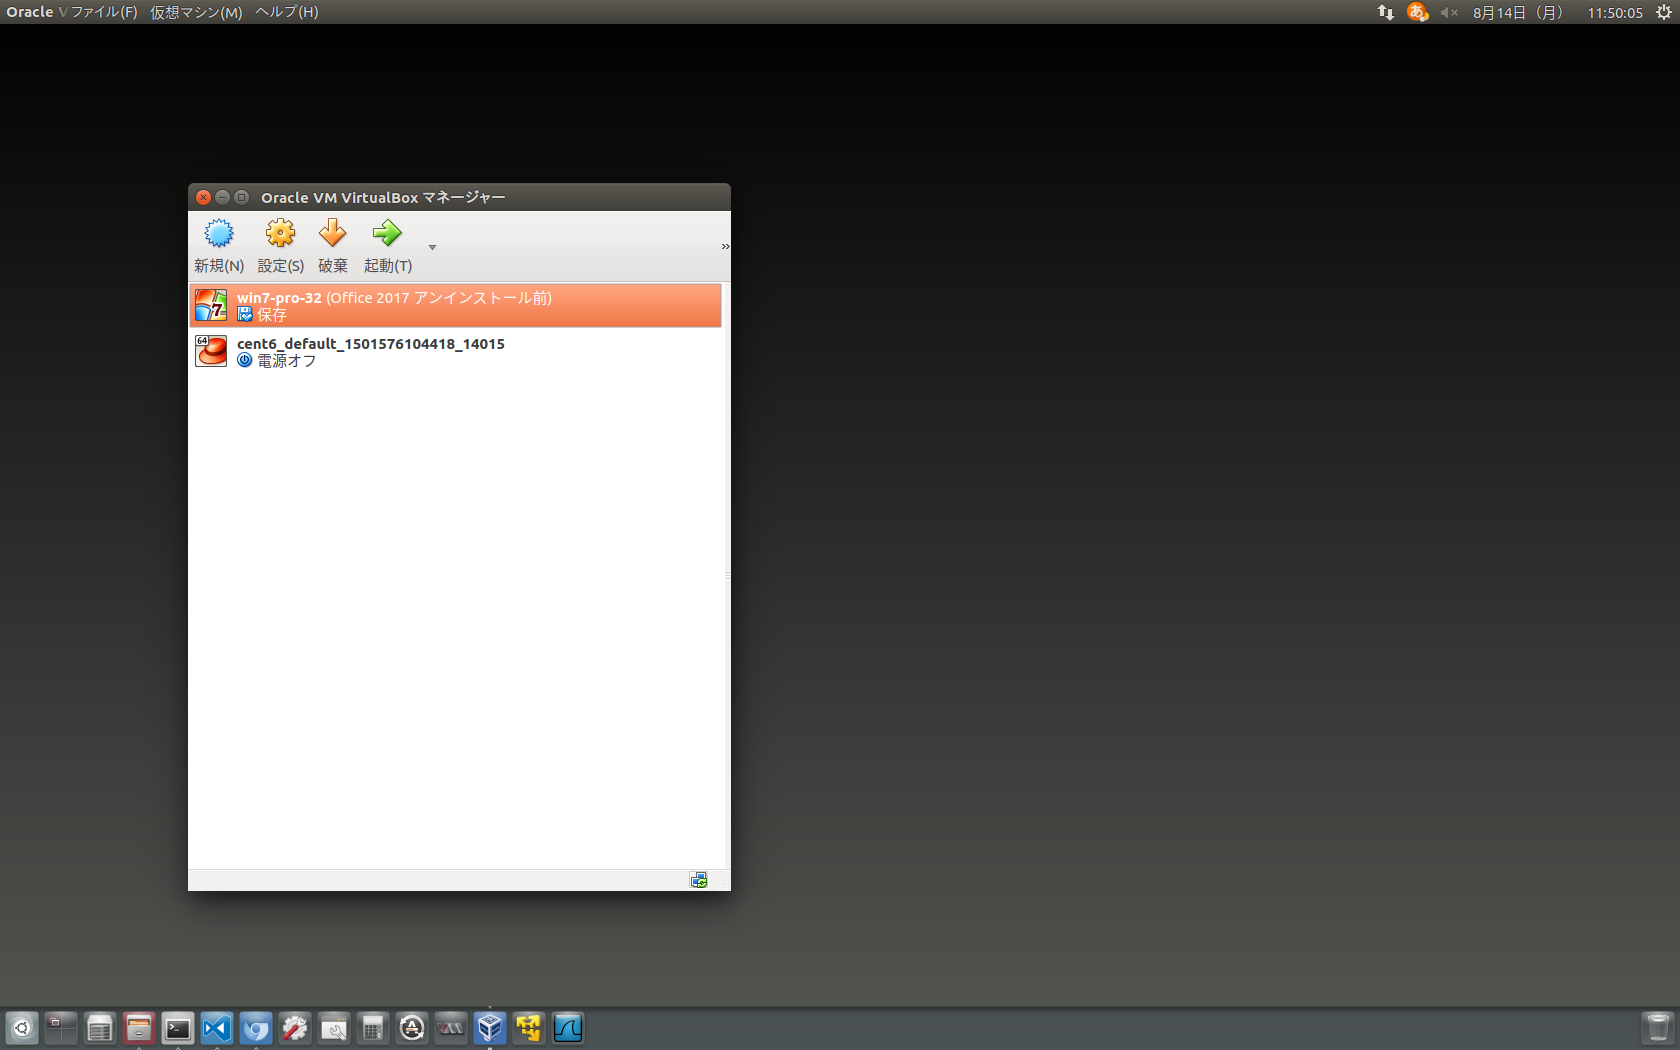 Oracle V ファイル(F) 仮想マシン(M) ヘルプ(H)
あ 8月14日 (月) 11:50:05
Oracle VM VirtualBox マネージャー
新規(N) 設定(S) 破棄 起動(T)
»
7
win7-pro-32 (Office 2017 アンインストール前)
保存
64
cent6_default_1501576104418_14015
電源オフ